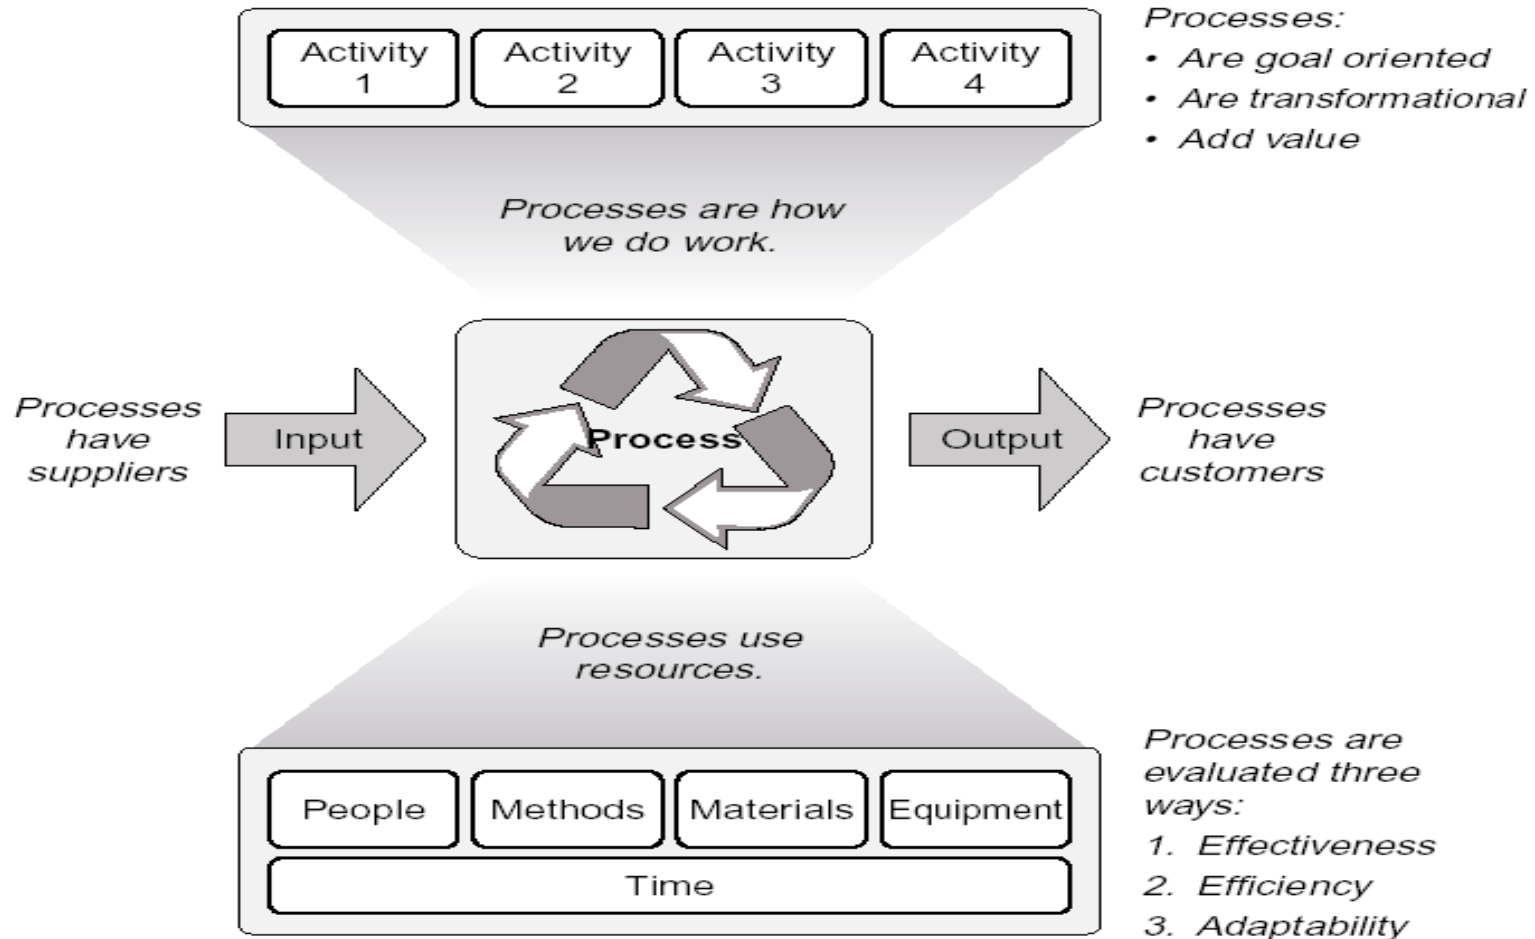 Activity
1
Activity
2
Activity
3
Activity
4
Processes:
• Are goal oriented
• Are transformational
• Add value
Processes are how
we do work.
Processes
have
suppliers
Input
Process
Output
Processes
have
customers
Processes use
resources.
People
Methods
Materials
Equipment
Time
Processes are
evaluated three
ways:
1. Effectiveness
2. Efficiency
3. Adaptability